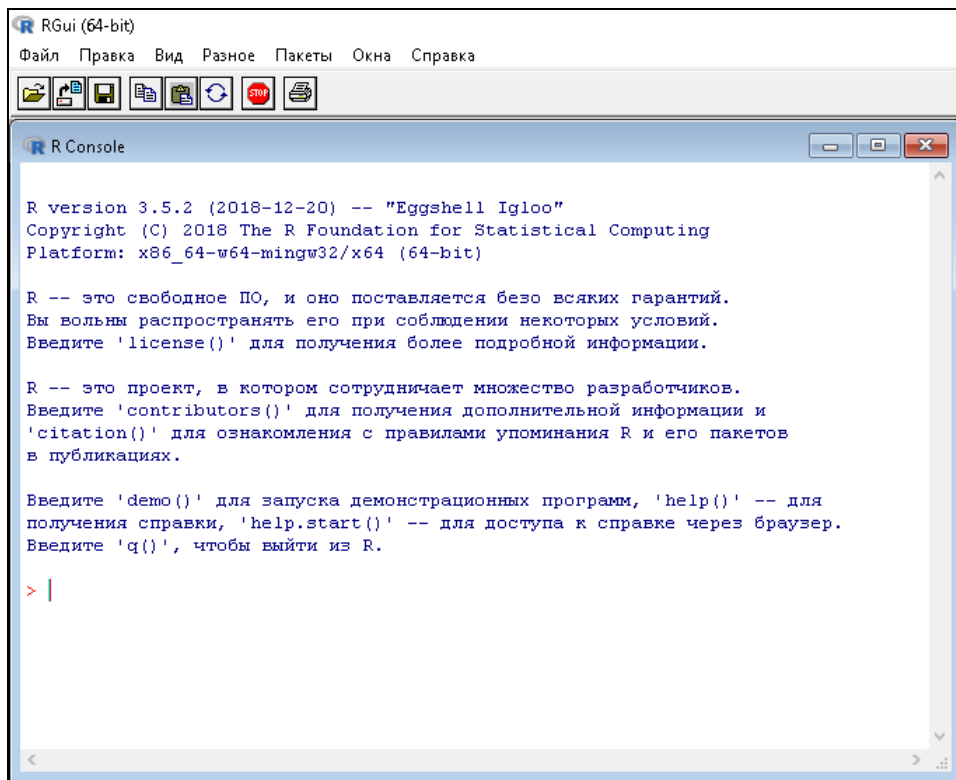 RGui (64-bit)
Файл Правка Вид Разное Пакеты Окна Справка
STOP
R Console
R version 3.5.2 (2018-12-20) -- "Eggshell Igloo"
Copyright (C) 2018 The R Foundation for Statistical Computing
Platform: x86_64-w64-mingw32/x64 (64-bit)
R -- это свободное ПО, и оно поставляется безо всяких гарантий.
Вы вольны распространять его при соблюдении некоторых условий.
Введите 'license()' для получения более подробной информации.
R -- это проект, в котором сотрудничает множество разработчиков.
Введите 'contributors()' для получения дополнительной информации и
'citation()' для ознакомления с правилами упоминания R и его пакетов
в публикациях.
Введите 'demo()' для запуска демонстрационных программ, 'help()' -- для
получения справки, 'help.start()' -- для доступа к справке через браузер.
Введите 'q()', чтобы выйти из R.
>